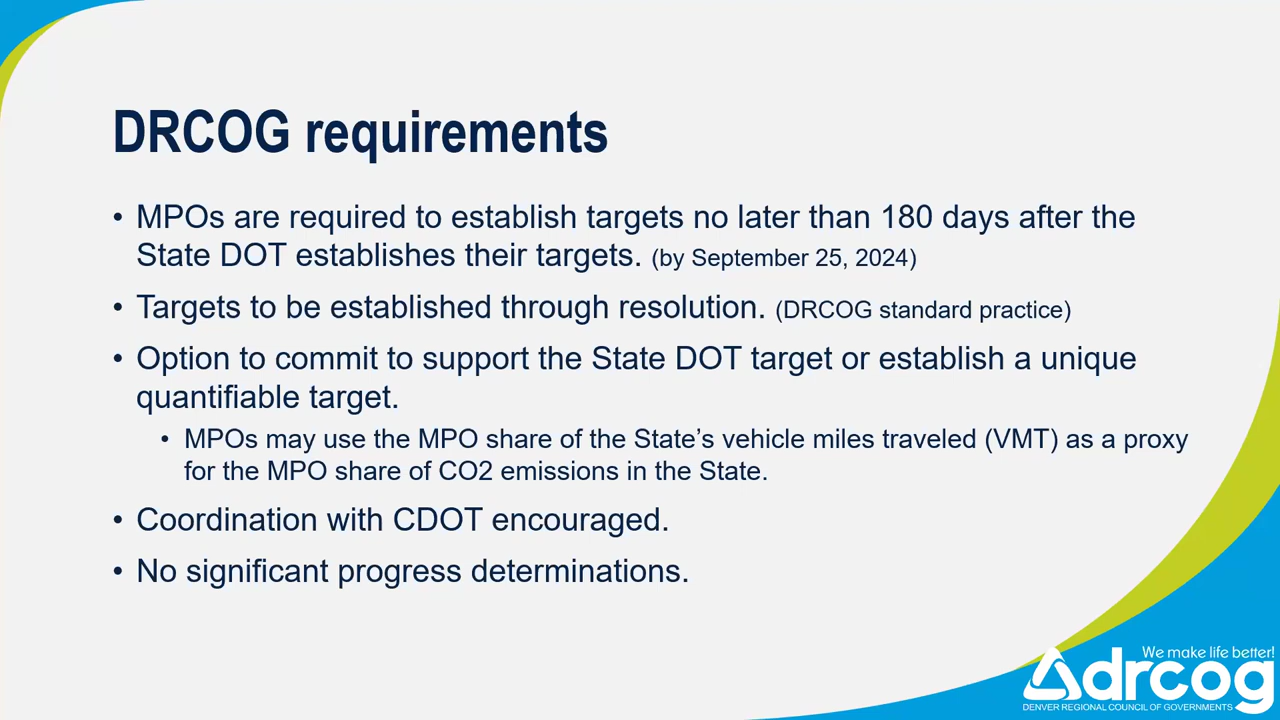 DRCOG requirements
• MPOs are required to establish targets no later than 180 days after the
State DOT establishes their targets. (by September 25, 2024)
• Targets to be established through resolution. (DRCOG standard practice)
• Option to commit to support the State DOT target or establish a unique
quantifiable target.
• MPOs may use the MPO share of the State’s vehicle miles traveled (VMT) as a proxy
for the MPO share of CO2 emissions in the State.
• Coordination with CDOT encouraged.
• No significant progress determinations.
We make life better!
drcog
DENVER REGIONAL COUNCIL OF GOVERNMENTS